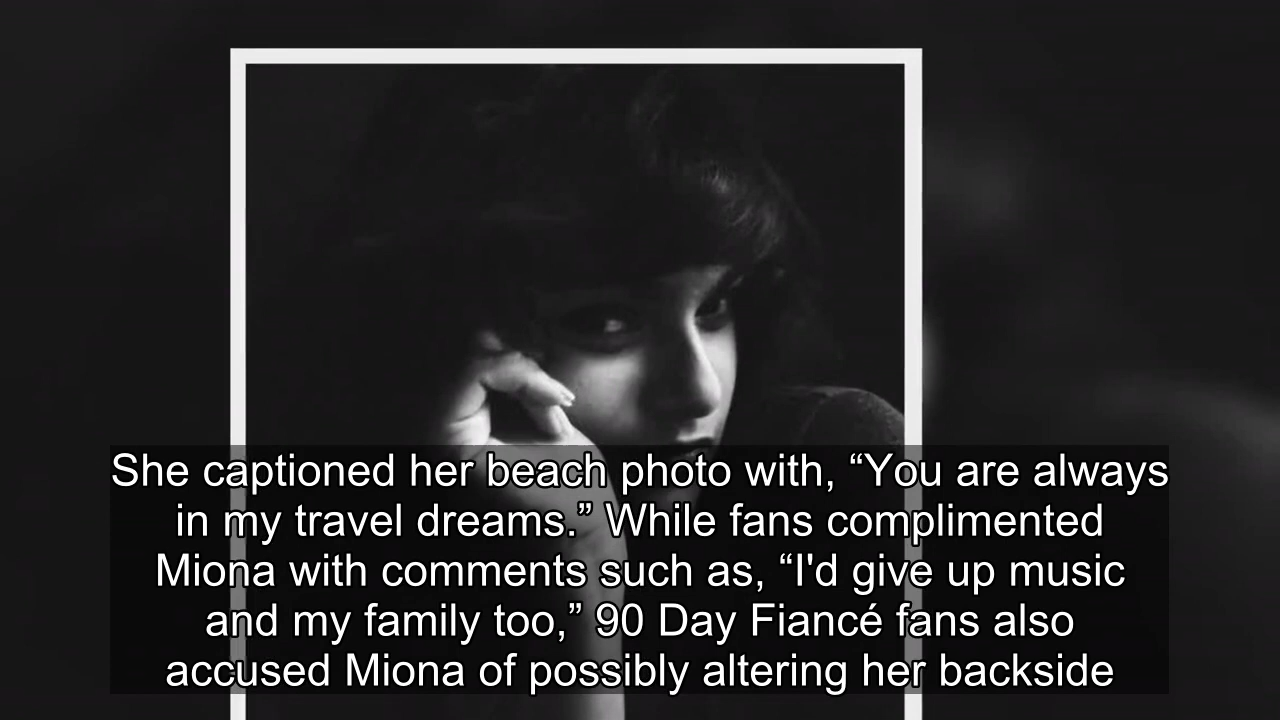 She captioned her beach photo with, “You are always
in my travel dreams.” While fans complimented
Miona with comments such as, “I'd give up music
and my family too,” 90 Day Fiancé fans also
accused Miona of possibly altering her backside